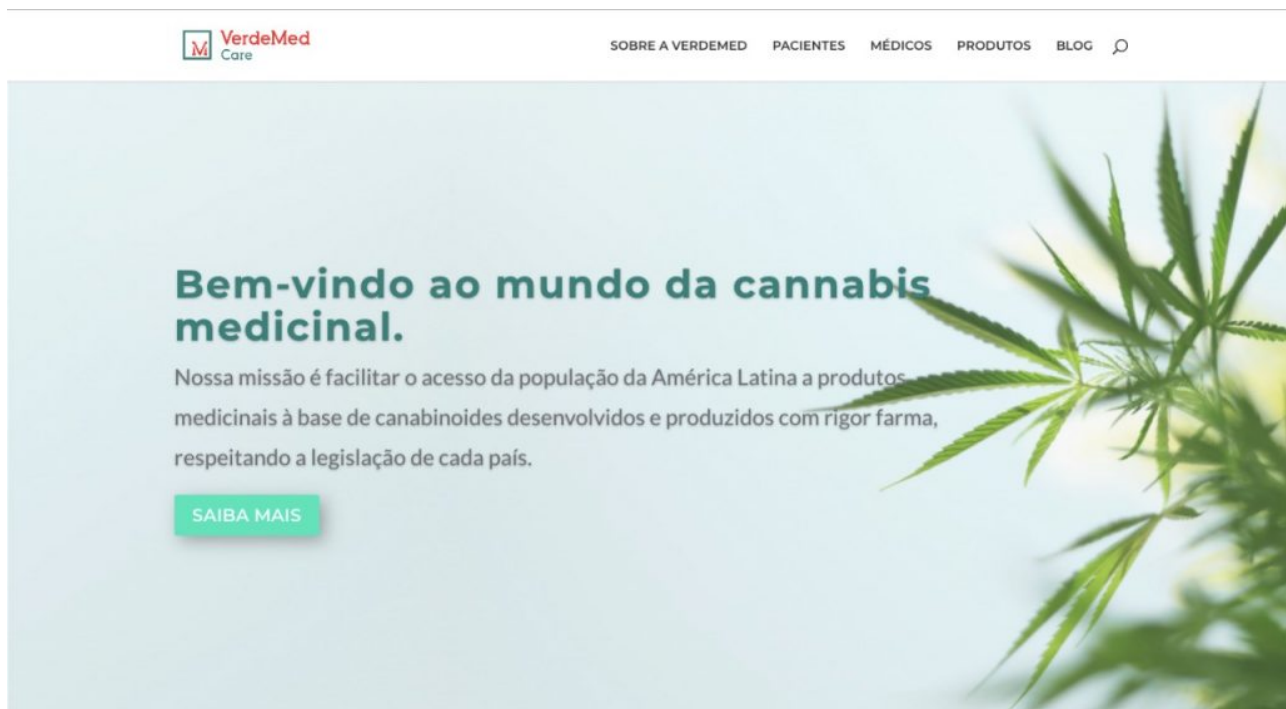 VerdeMed
Care
SOBRE A VERDEMED PACIENTES MÉDICOS PRODUTOS BLOG
Bem-vindo ao mundo da cannabis
medicinal.
Nossa missão é facilitar o acesso da população da América Latina a produtos
medicinais à base de canabinoides desenvolvidos e produzidos com rigor farma,
respeitando a legislação de cada país.
SAIBA MAIS